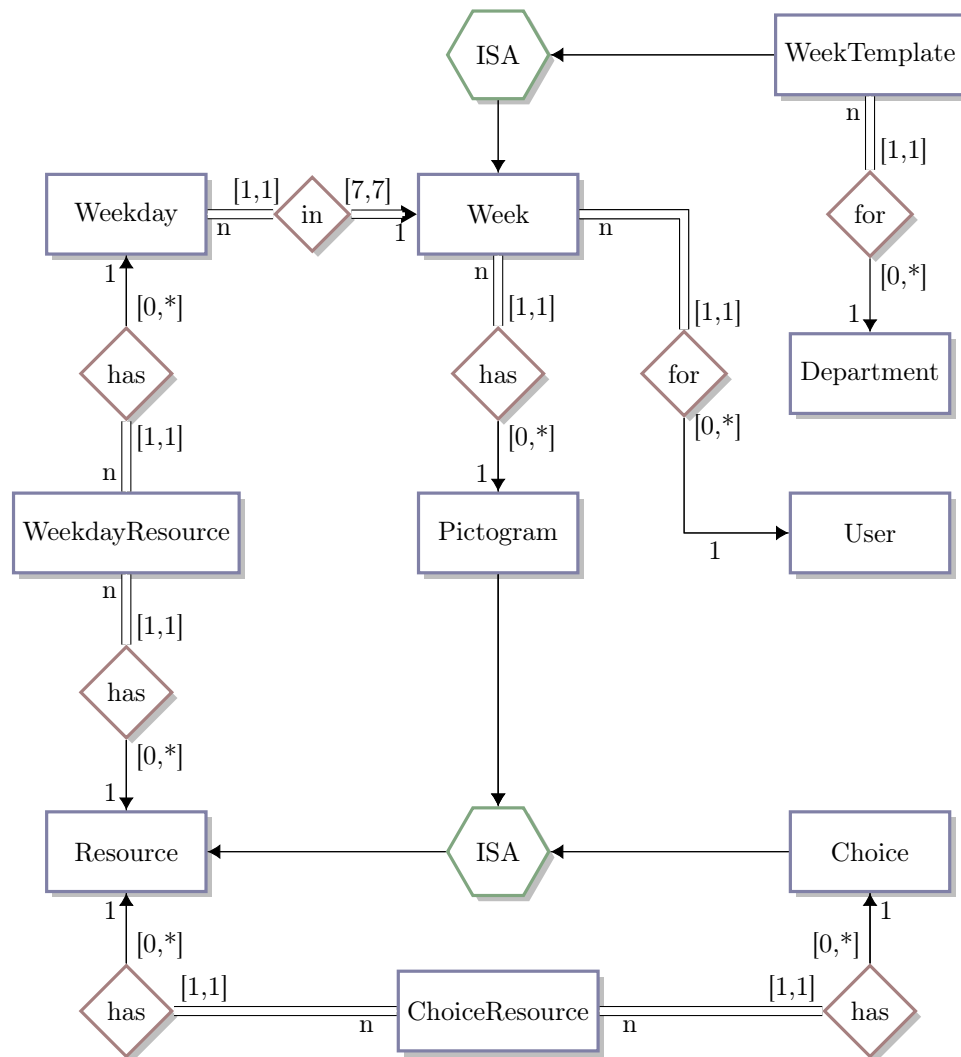 ISA
WeekTemplate
n
[1,1]
for
[0,*]
1
Department
Weekday
[1,1]
n
in
[7,7]
1
Week
n
[1,1]
for
[0,*]
1
User
n
[1,1]
has
[0,*]
1
Pictogram
1
[0,*]
has
[1,1]
n
WeekdayResource
n
[1,1]
has
[0,*]
1
Resource
ISA
Choice
1
[0,*]
has
[1,1]
n
ChoiceResource
n
[1,1]
has
[0,*]
1